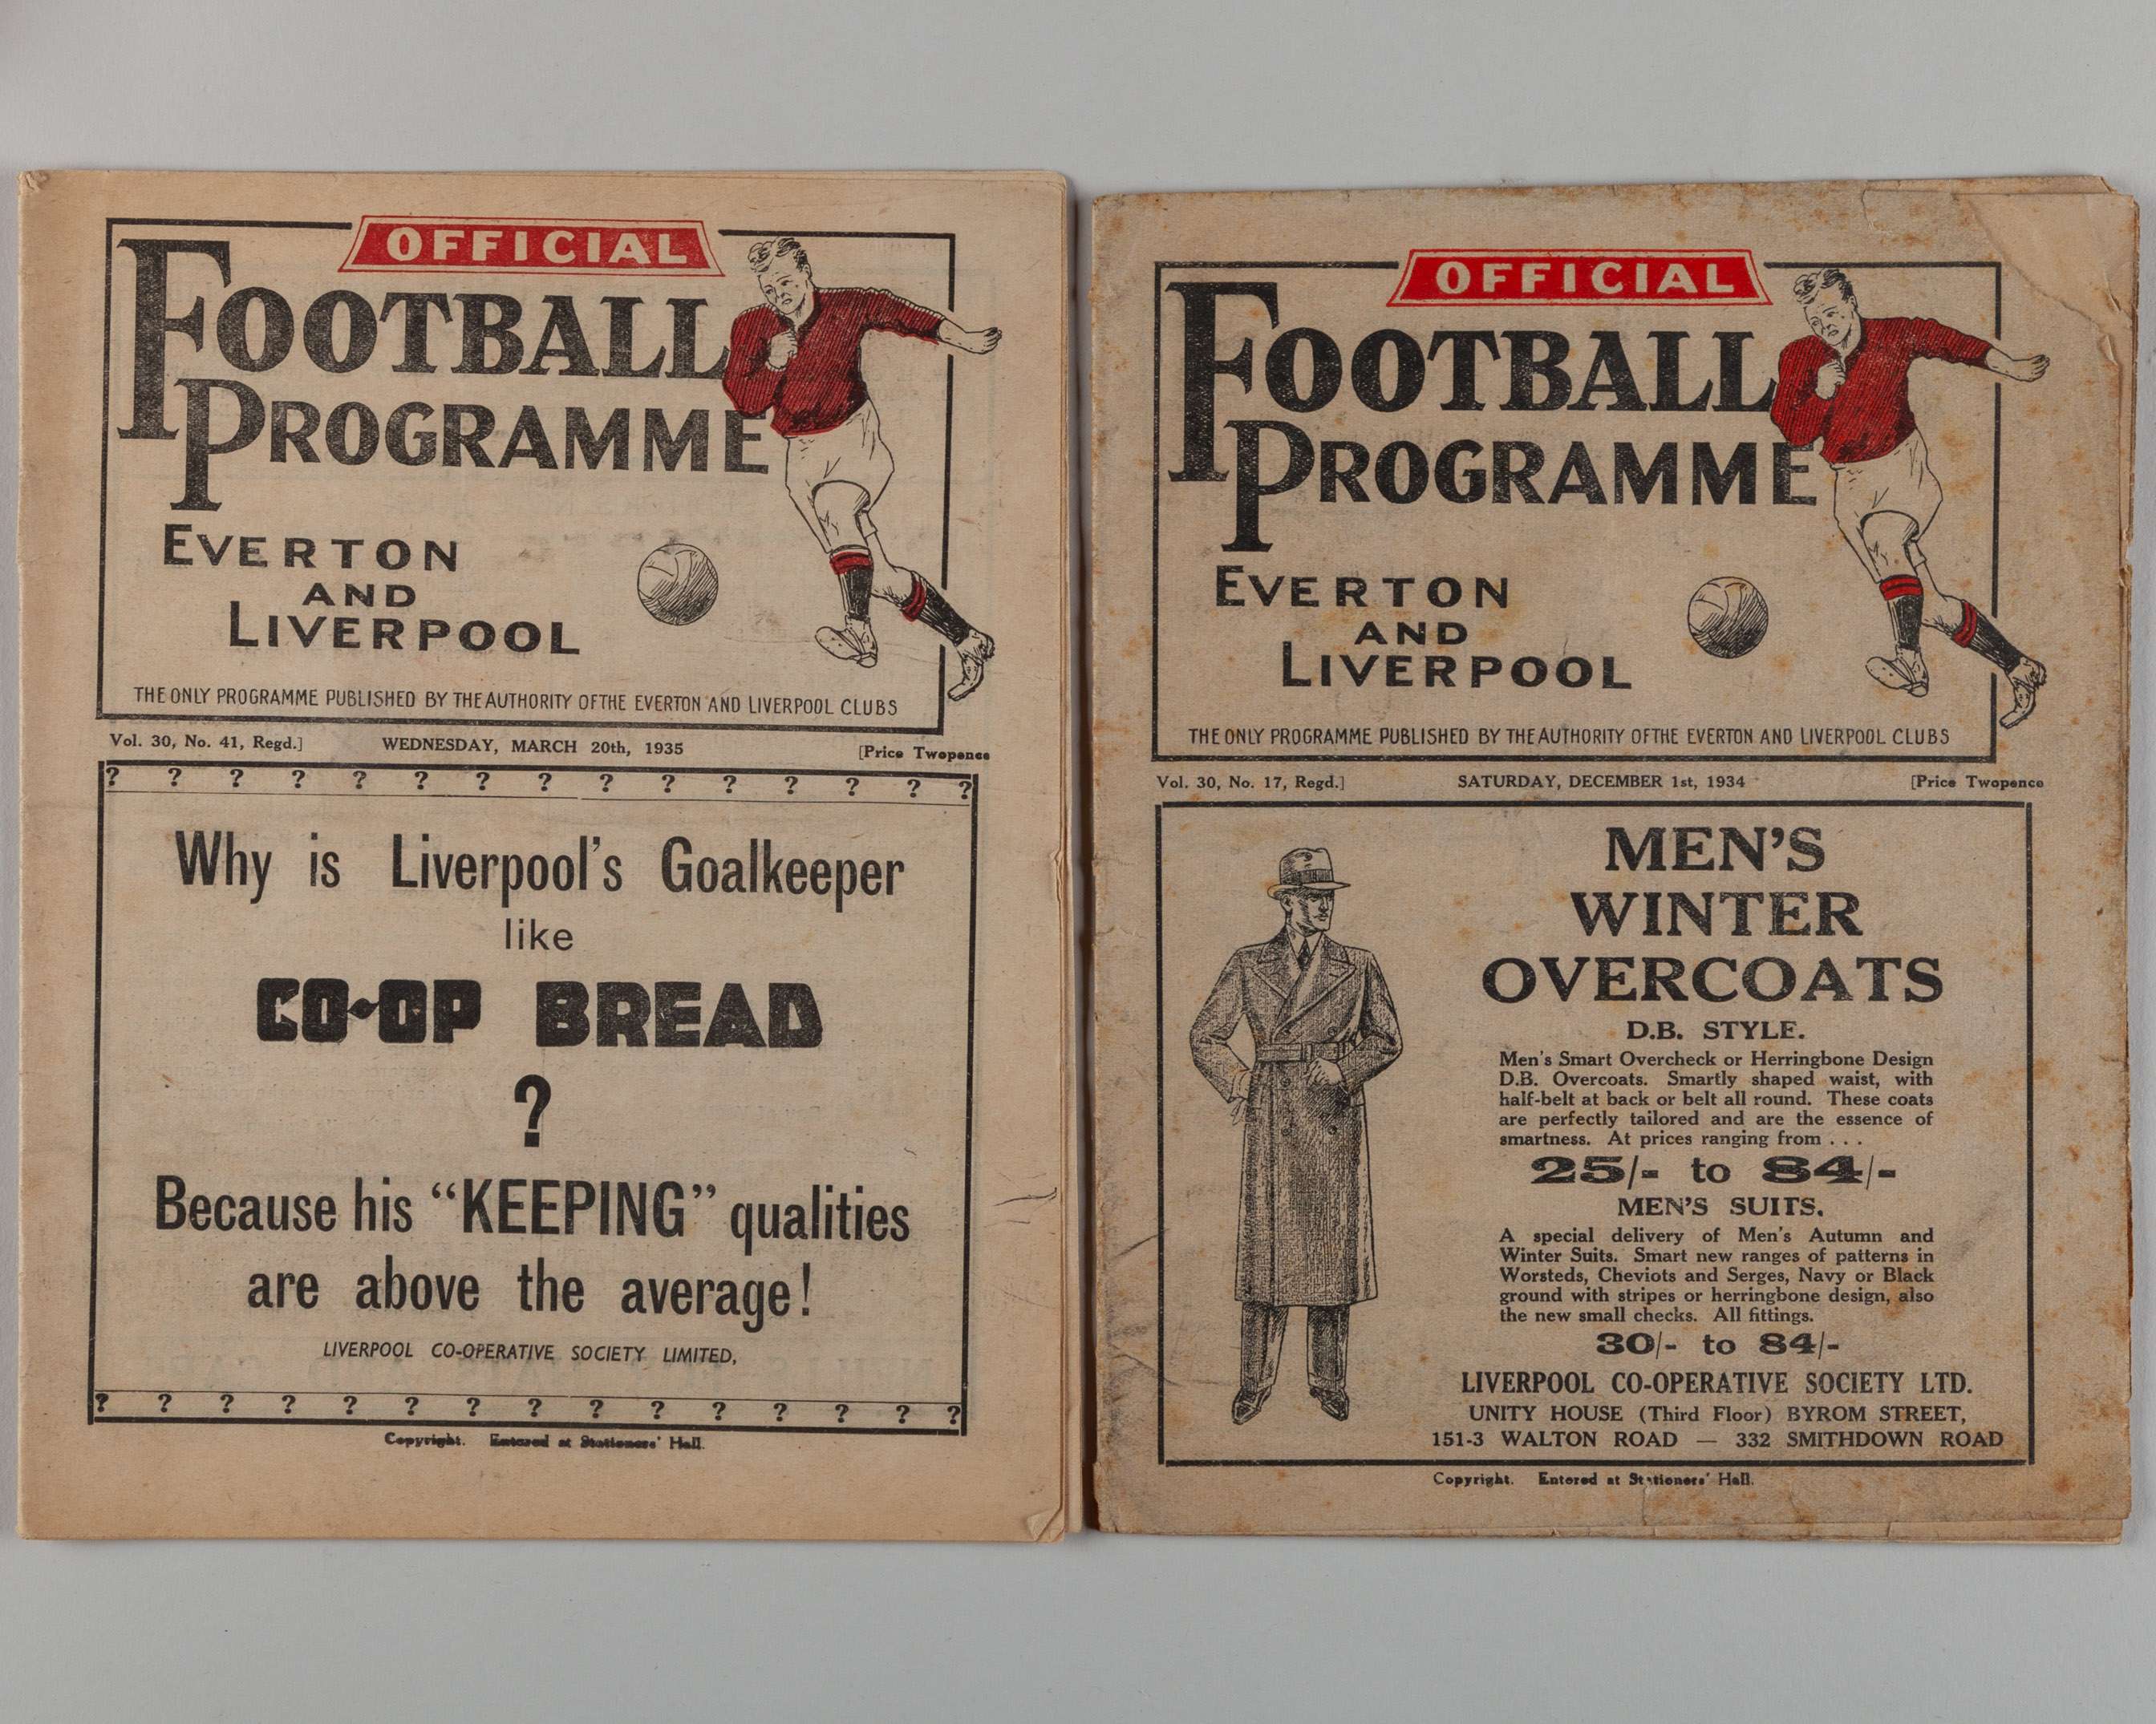 OFFICIAL
FOOTBALL
PROGRAMME
EVERTON
AND
LIVERPOOL
THE ONLY PROGRAMME PUBLISHED BY THE AUTHORITY OF THE EVERTON AND LIVERPOOL CLUBS
Vol. 30, No. 41, Regd.] WEDNESDAY, MARCH 20th, 1935 [Price Twopence
? ? ? ? ? ? ? ? ? ? ? ? ? ? ?
Why is Liverpool's Goalkeeper
like
CO-OP BREAD
?
Because his "KEEPING" qualities
are above the average!
LIVERPOOL CO-OPERATIVE SOCIETY LIMITED,
? ? ? ? ? ? ? ? ? ? ? ? ? ? ?
Copyright. Entered at Stationers' Hall.
OFFICIAL
FOOTBALL
PROGRAMME
EVERTON
AND
LIVERPOOL
THE ONLY PROGRAMME PUBLISHED BY THE AUTHORITY OF THE EVERTON AND LIVERPOOL CLUBS
Vol. 30, No. 17, Regd.] SATURDAY, DECEMBER 1st, 1934 [Price Twopence
MEN'S
WINTER
OVERCOATS
D.B. STYLE.
Men's Smart Overcheck or Herringbone Design
D.B. Overcoats. Smartly shaped waist, with
half-belt at back or belt all round. These coats
are perfectly tailored and are the essence of
smartness. At prices ranging from . . .
25/- to 84/-
MEN'S SUITS.
A special delivery of Men's Autumn and
Winter Suits. Smart new ranges of patterns in
Worsteds, Cheviots and Serges, Navy or Black
ground with stripes or herringbone design, also
the new small checks. All fittings.
30/- to 84/-
LIVERPOOL CO-OPERATIVE SOCIETY LTD.
UNITY HOUSE (Third Floor) BYROM STREET,
151-3 WALTON ROAD — 332 SMITHDOWN ROAD
Copyright. Entered at Stationers' Hall.